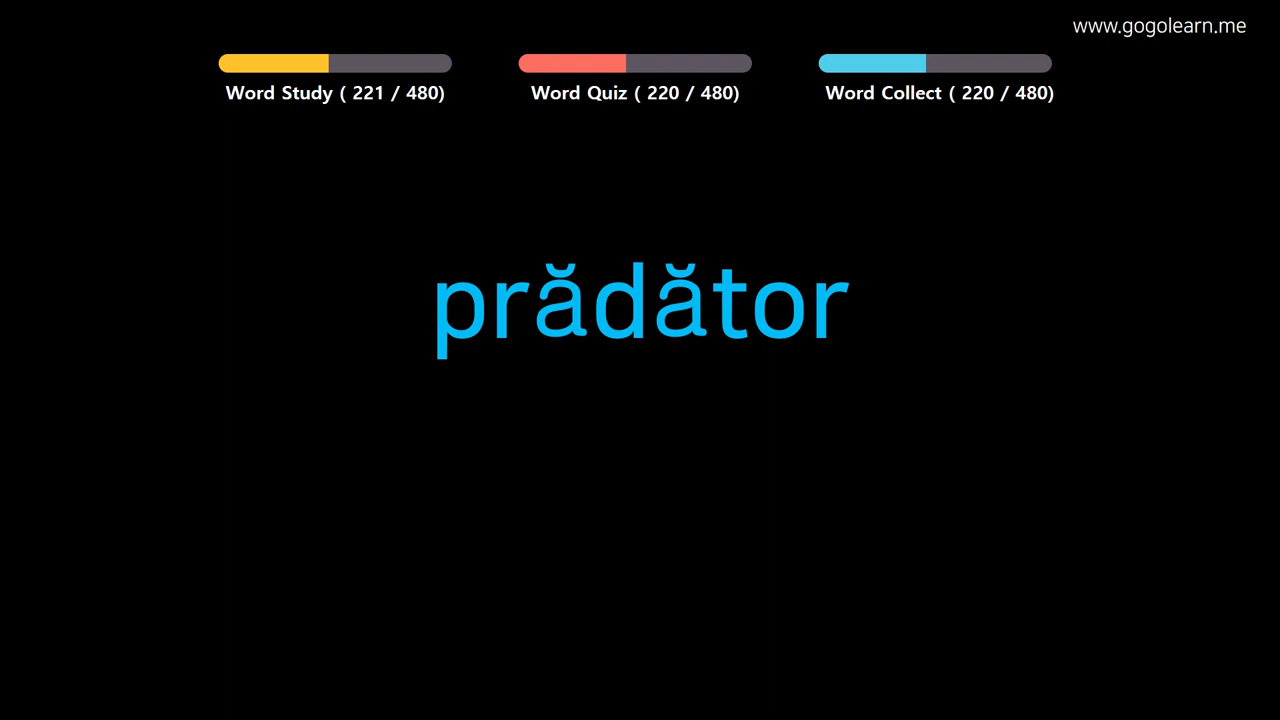 www.gogolearn.me
Word Study ( 221 / 480)
Word Quiz ( 220 / 480)
Word Collect ( 220 / 480)
prădător